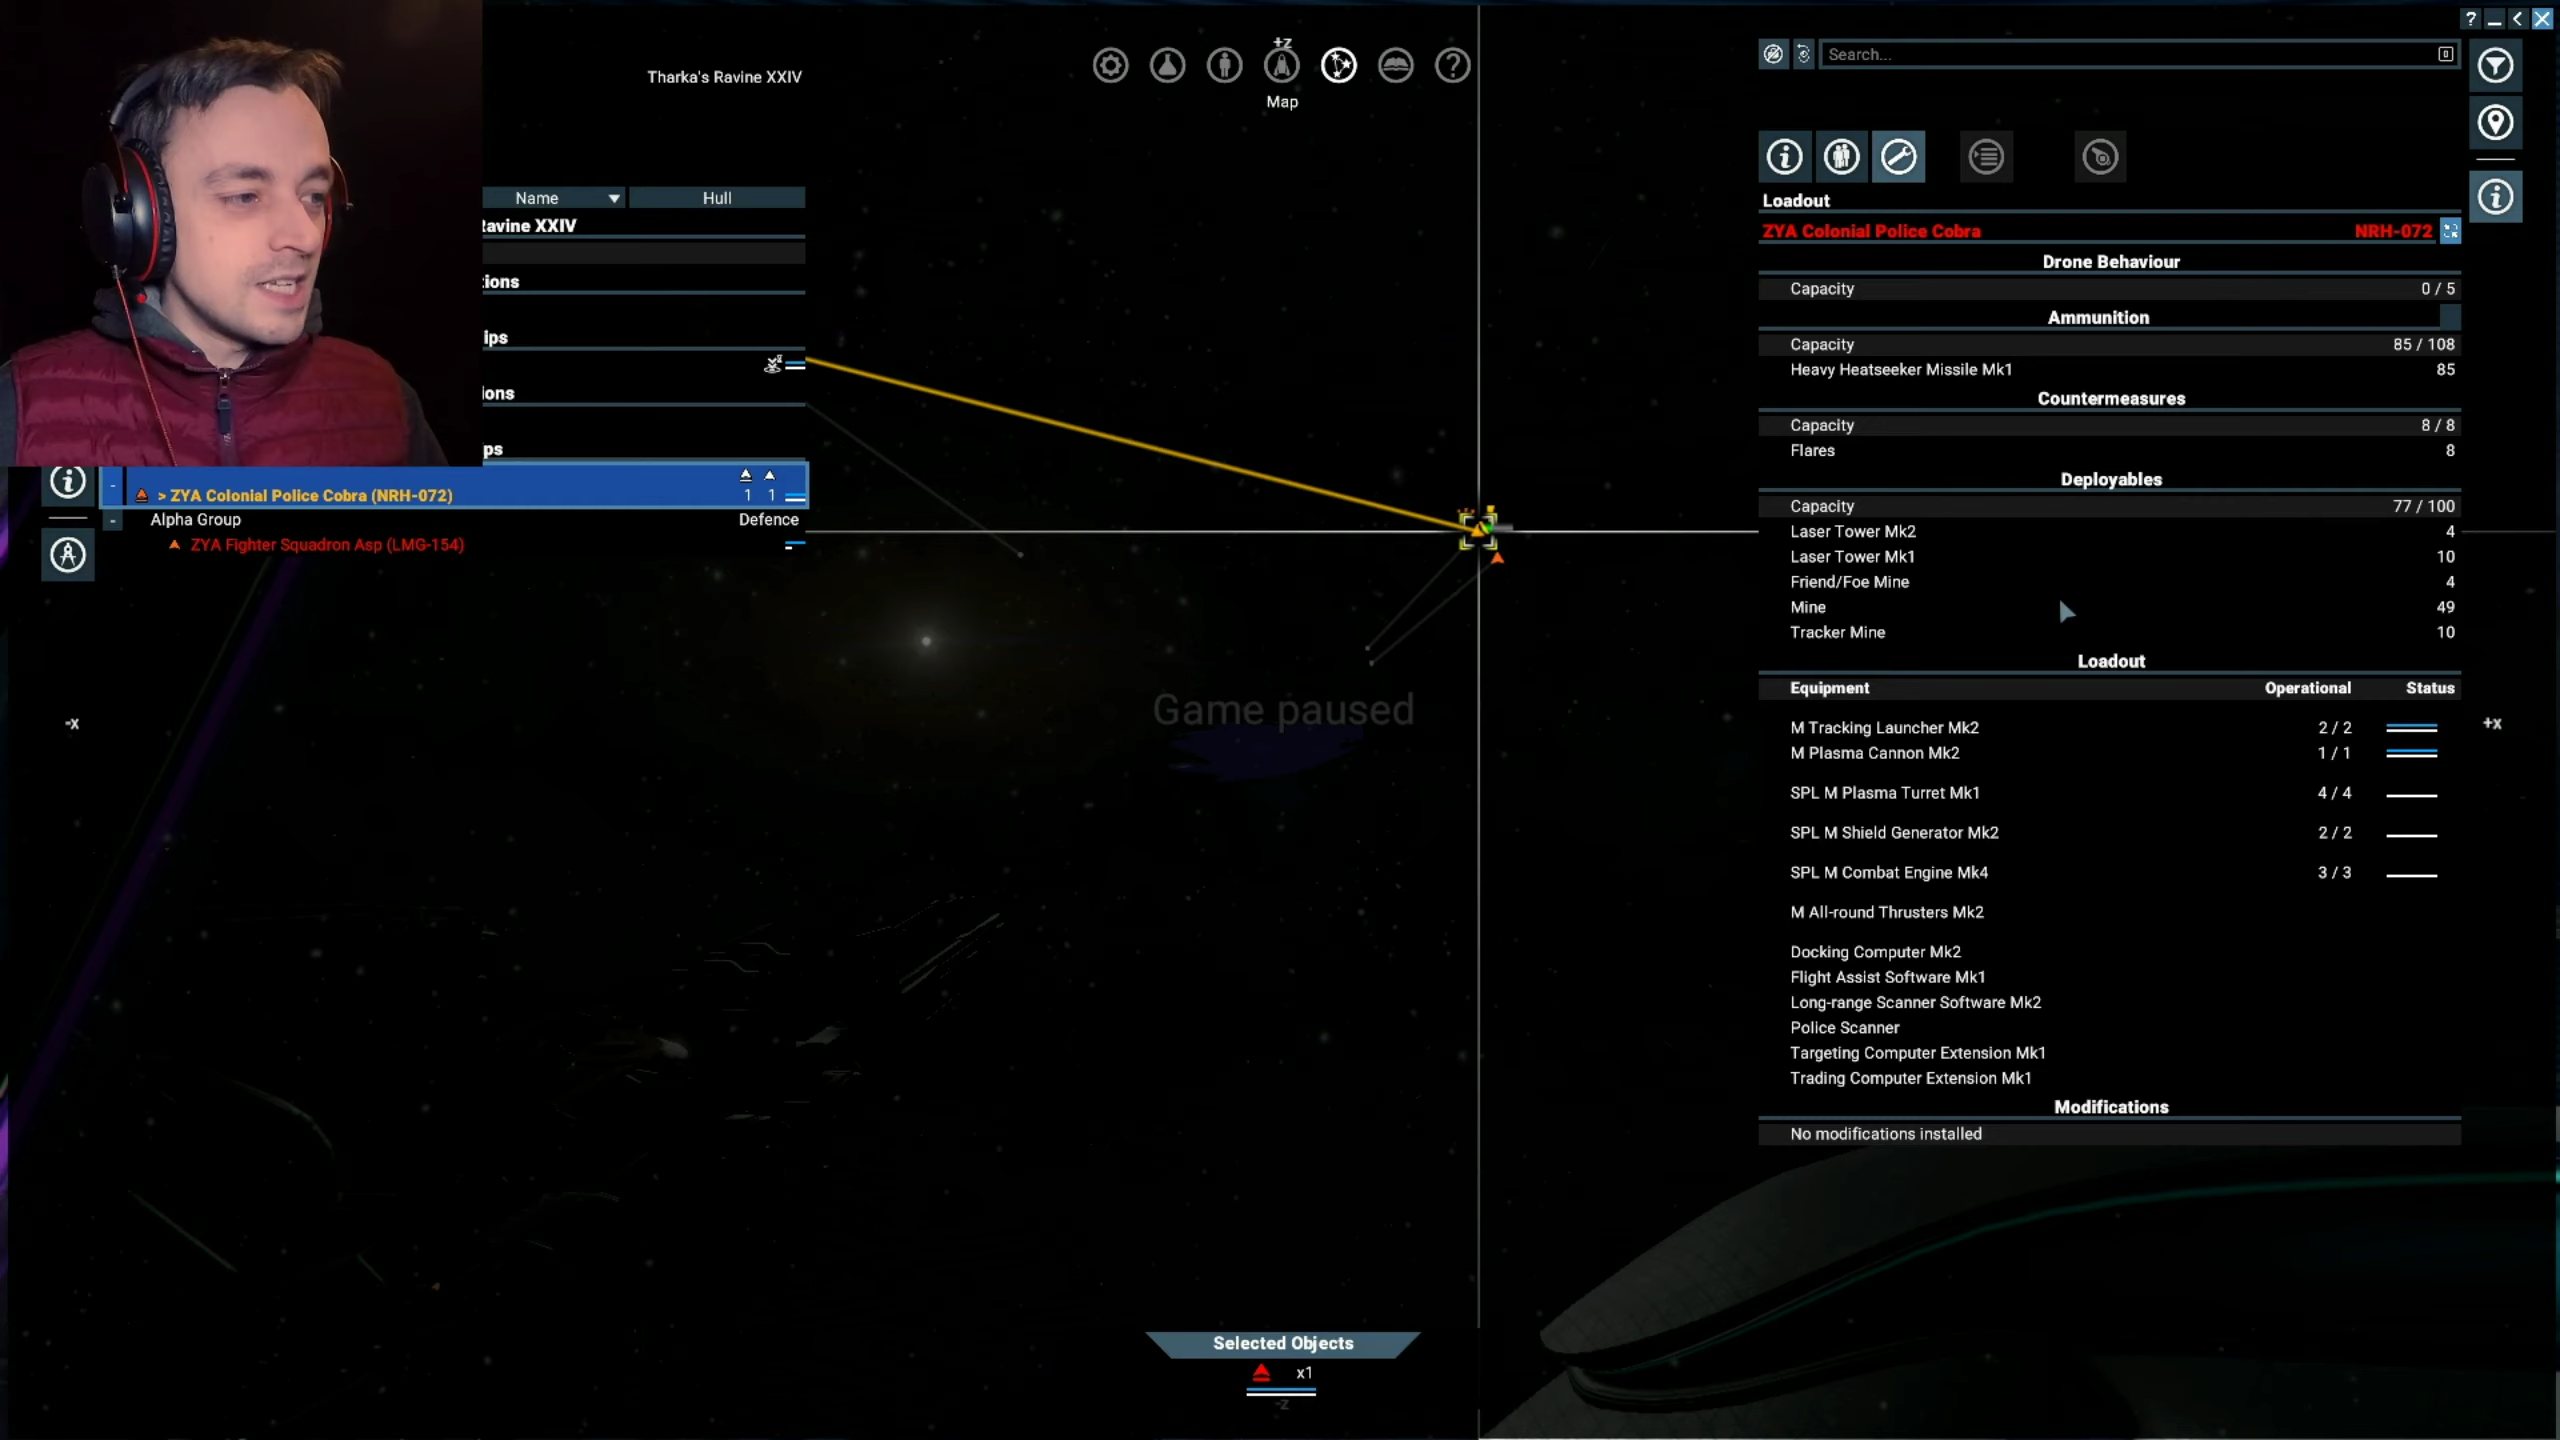 +z
Tharka's Ravine XXIV
Map
Search...
Name Hull
Ravine XXIV
tions
ips
ions
ps
- > ZYA Colonial Police Cobra (NRH-072) 1 1
- Alpha Group Defence
ZYA Fighter Squadron Asp (LMG-154)
-x
Game paused
+x
Loadout
ZYA Colonial Police Cobra NRH-072
Drone Behaviour
Capacity 0 / 5
Ammunition
Capacity 85 / 108
Heavy Heatseeker Missile Mk1 85
Countermeasures
Capacity 8 / 8
Flares 8
Deployables
Capacity 77 / 100
Laser Tower Mk2 4
Laser Tower Mk1 10
Friend/Foe Mine 4
Mine 49
Tracker Mine 10
Loadout
Equipment Operational Status
M Tracking Launcher Mk2 2 / 2
M Plasma Cannon Mk2 1 / 1
SPL M Plasma Turret Mk1 4 / 4
SPL M Shield Generator Mk2 2 / 2
SPL M Combat Engine Mk4 3 / 3
M All-round Thrusters Mk2
Docking Computer Mk2
Flight Assist Software Mk1
Long-range Scanner Software Mk2
Police Scanner
Targeting Computer Extension Mk1
Trading Computer Extension Mk1
Modifications
No modifications installed
Selected Objects
x1
-z